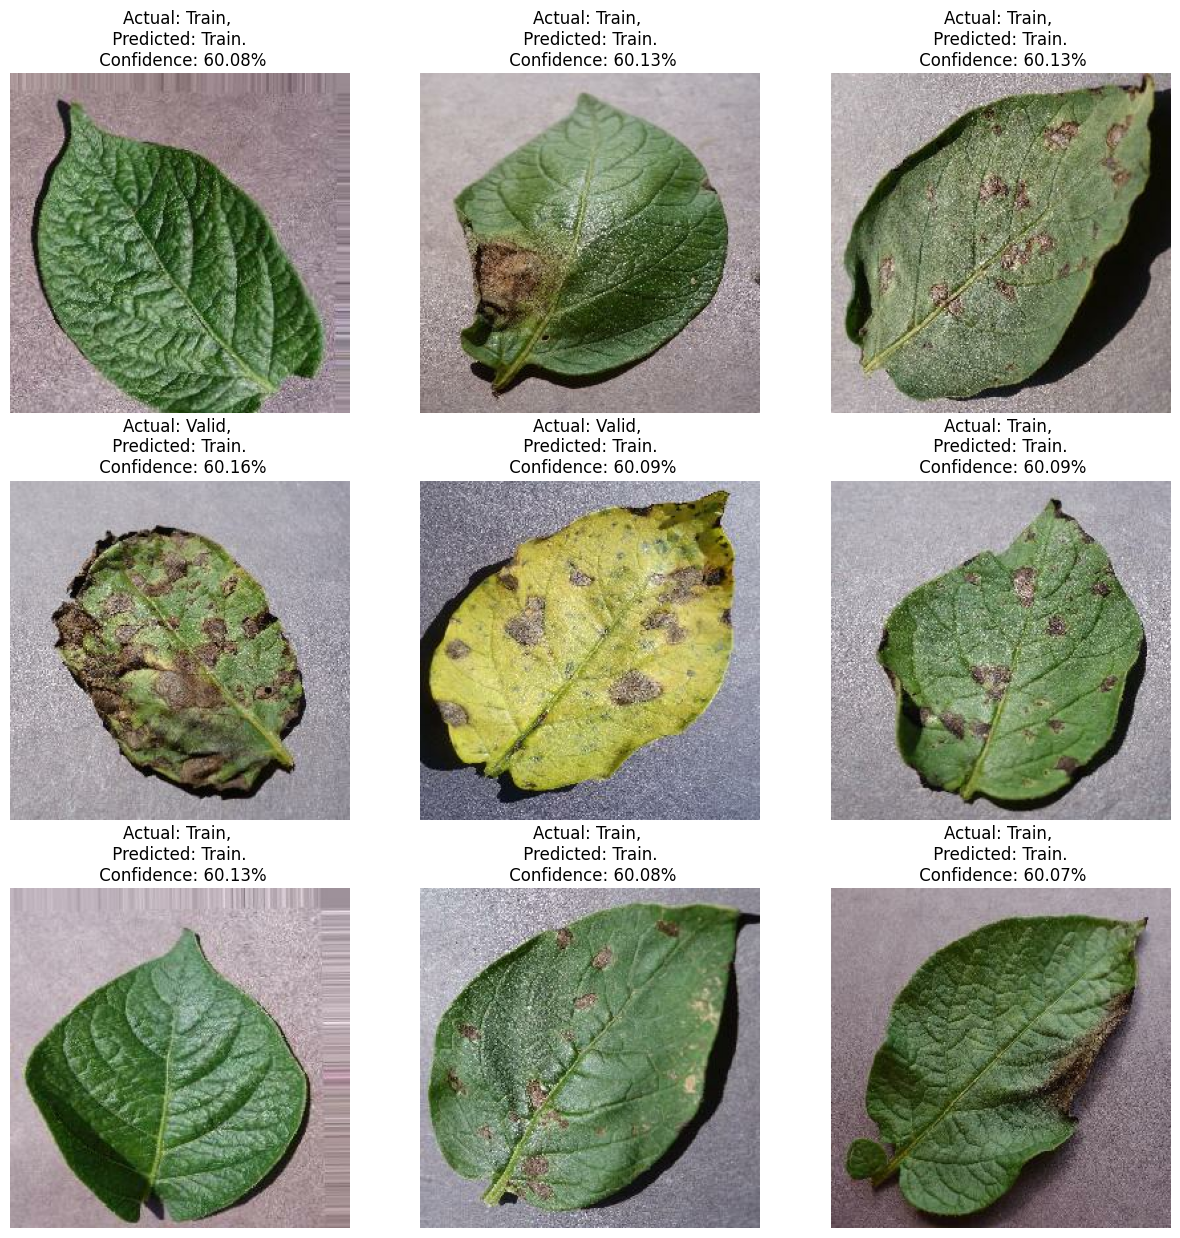 Actual: Train,
Predicted: Train.
Confidence: 60.08%
Actual: Train,
Predicted: Train.
Confidence: 60.13%
Actual: Train,
Predicted: Train.
Confidence: 60.13%
Actual: Valid,
Predicted: Train.
Confidence: 60.16%
Actual: Valid,
Predicted: Train.
Confidence: 60.09%
Actual: Train,
Predicted: Train.
Confidence: 60.09%
Actual: Train,
Predicted: Train.
Confidence: 60.13%
Actual: Train,
Predicted: Train.
Confidence: 60.08%
Actual: Train,
Predicted: Train.
Confidence: 60.07%